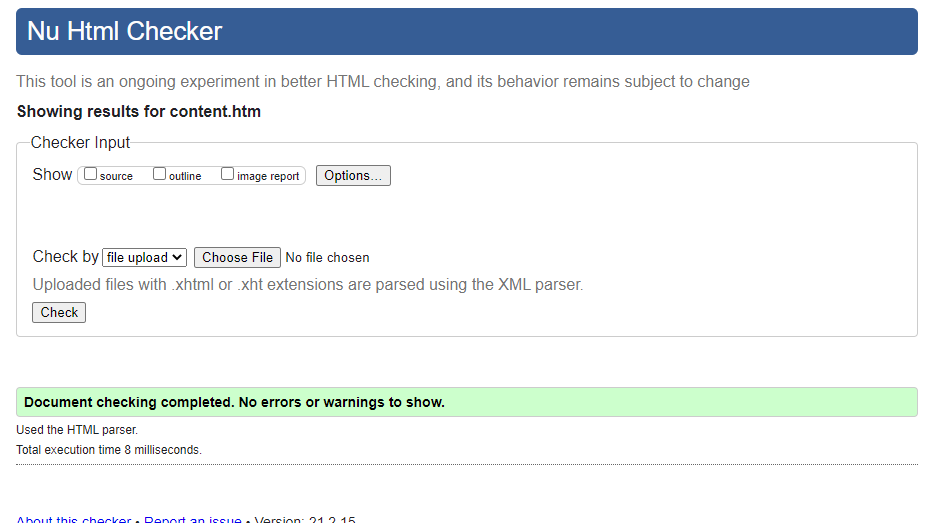 Nu Html Checker
This tool is an ongoing experiment in better HTML checking, and its behavior remains subject to change
Showing results for content.htm
Checker Input
Show source outline image report Options...
Check by file upload Choose File No file chosen
Uploaded files with .xhtml or .xht extensions are parsed using the XML parser.
Check
Document checking completed. No errors or warnings to show.
Used the HTML parser.
Total execution time 8 milliseconds.
About this checker • Report an issue • Version: 21.2.15